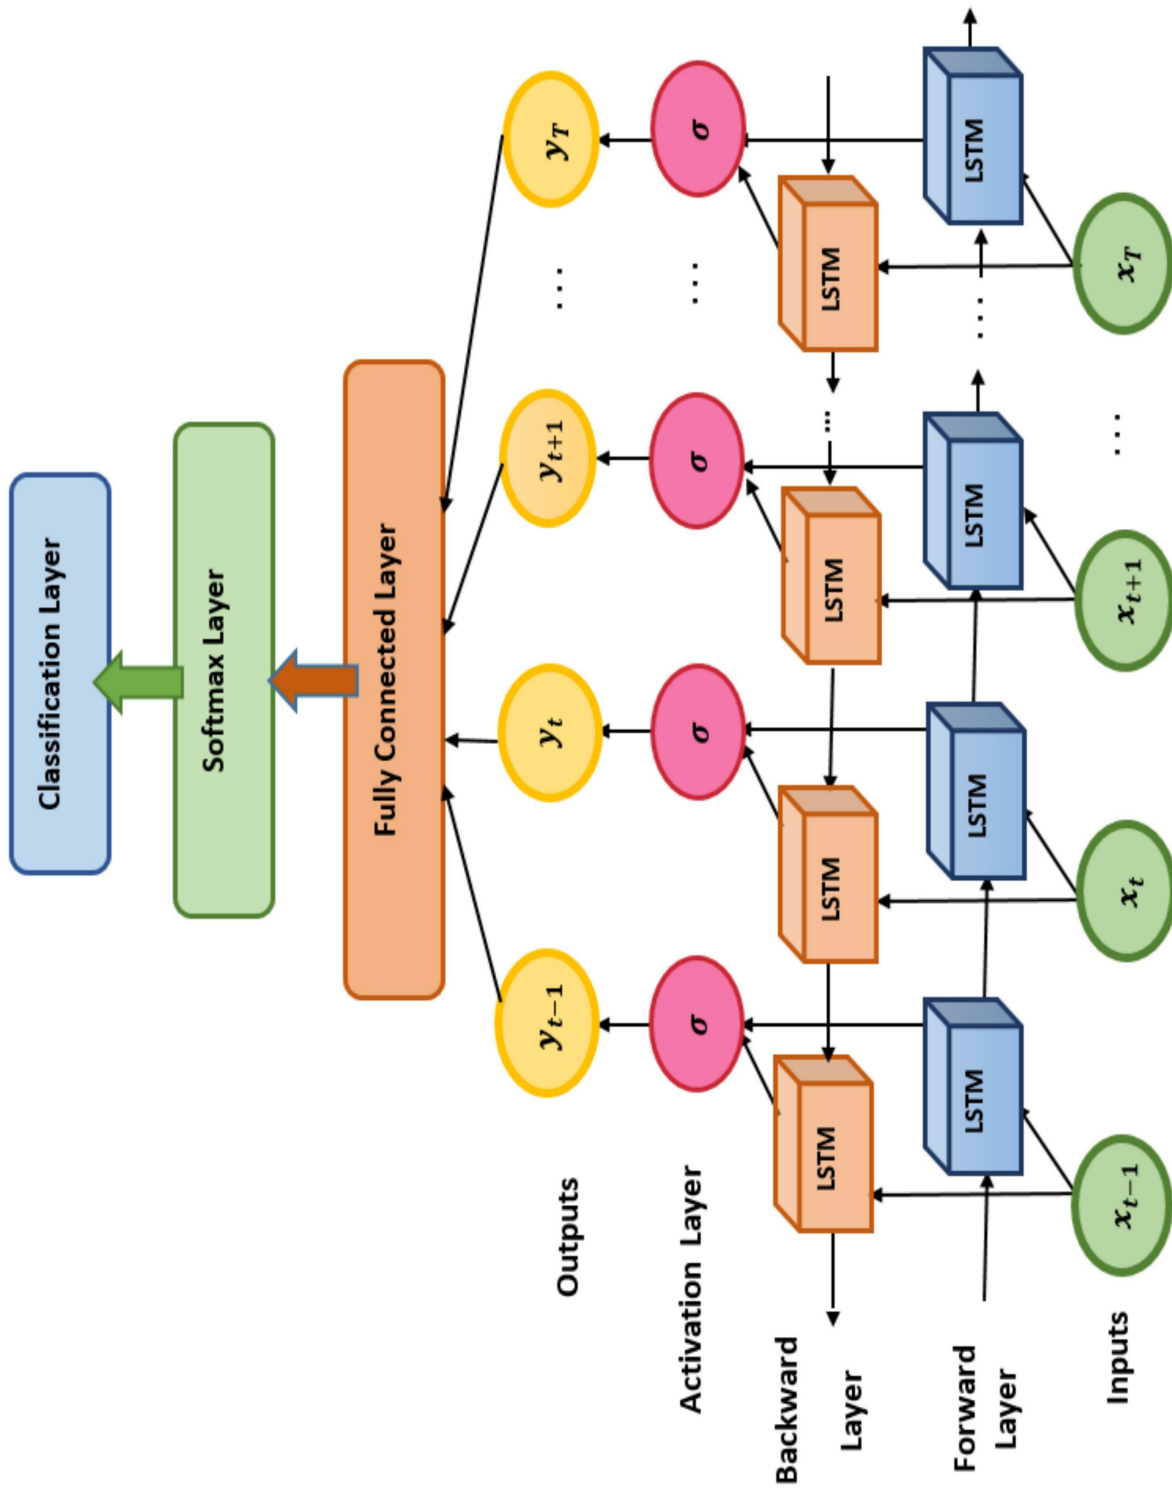 Classification Layer
Softmax Layer
Fully Connected Layer
Outputs
y_{t−1}
y_t
y_{t+1}
...
y_T
Activation Layer
σ
σ
σ
...
σ
Backward
Layer
LSTM
LSTM
LSTM
...
LSTM
Forward
Layer
LSTM
LSTM
LSTM
...
LSTM
Inputs
x_{t−1}
x_t
x_{t+1}
...
x_T